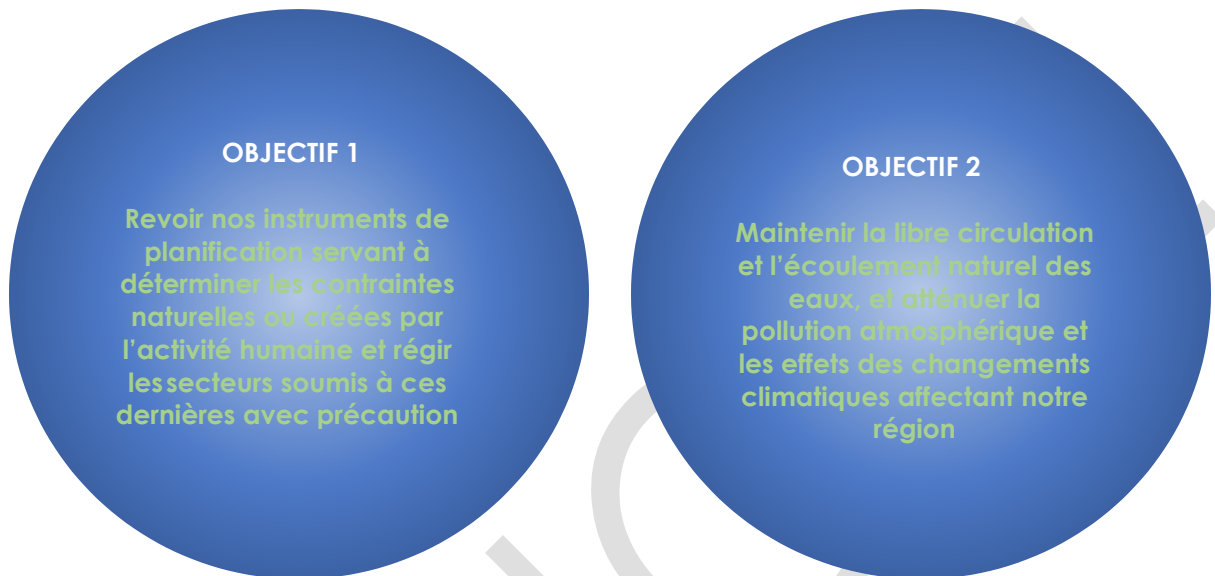 OBJECTIF 1
Revoir nos instruments de
planification servant à
déterminer les contraintes
naturelles ou créées par
l'activité humaine et régir
les secteurs soumis à ces
dernières avec précaution
OBJECTIF 2
Maintenir la libre circulation
et l'écoulement naturel des
eaux, et atténuer la
pollution atmosphérique et
les effets des changements
climatiques affectant notre
région